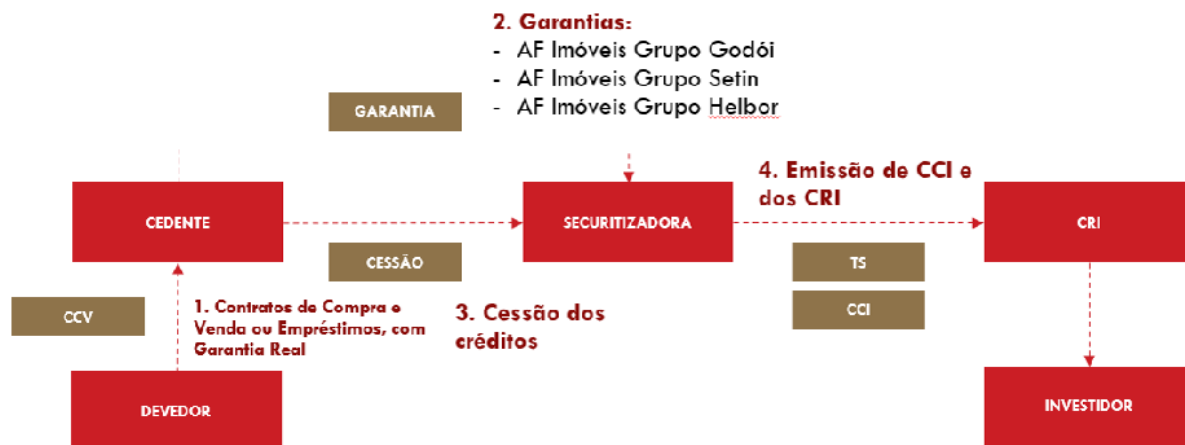 2. Garantias:
- AF Imóveis Grupo Godói
- AF Imóveis Grupo Setin
- AF Imóveis Grupo Helbor
GARANTIA
4. Emissão de CCI e
dos CRI
CEDENTE
SECURITIZADORA
CRI
CESSÃO
TS
CCV
1. Contratos de Compra e
Venda ou Empréstimos, com
Garantia Real
3. Cessão dos
créditos
CCI
DEVEDOR
INVESTIDOR